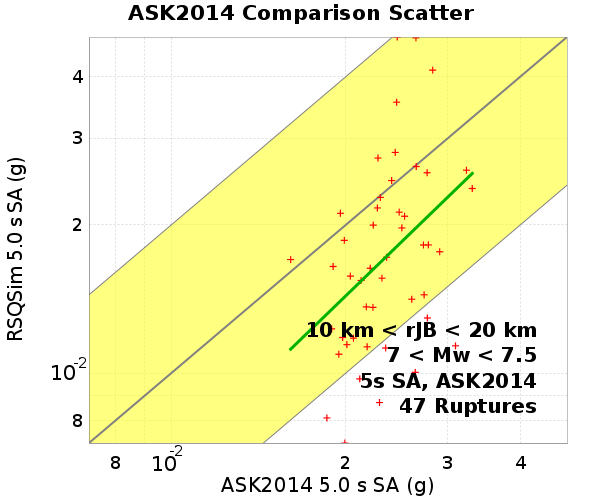 ASK2014 Comparison Scatter
RSQSim 5.0 s SA (g)
4
3
2
10⁻²
8
10 km < rJB < 20 km
7 < Mw < 7.5
5s SA, ASK2014
47 Ruptures
8 10⁻² 2 3 4
ASK2014 5.0 s SA (g)